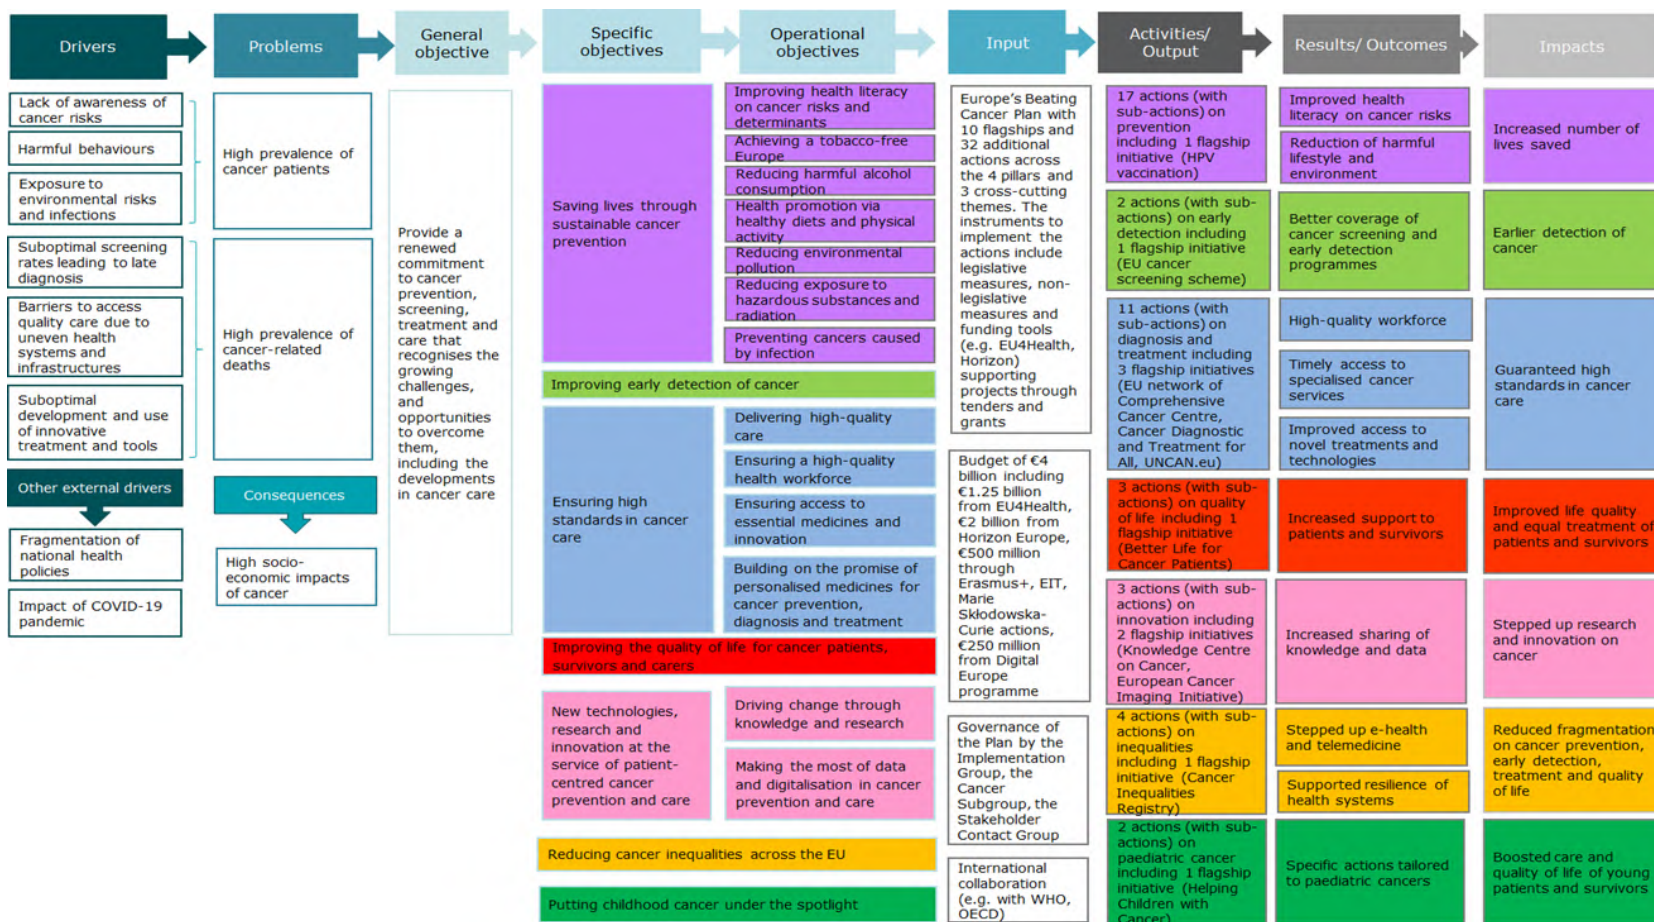 Drivers
Problems
General
objective
Specific
objectives
Operational
objectives
Input
Activities/
Output
Results/ Outcomes
Impacts
Lack of awareness of
cancer risks
Harmful behaviours
Exposure to
environmental risks
and infections
Suboptimal screening
rates leading to late
diagnosis
Barriers to access
quality care due to
uneven health
systems and
infrastructures
Suboptimal
development and use
of innovative
treatment and tools
Other external drivers
Fragmentation of
national health
policies
Impact of COVID-19
pandemic
High prevalence of
cancer patients
High prevalence of
cancer-related
deaths
Consequences
High socio-
economic impacts
of cancer
Provide a
renewed
commitment
to cancer
prevention,
screening,
treatment and
care that
recognises the
growing
challenges,
and
opportunities
to overcome
them,
including the
developments
in cancer care
Saving lives through
sustainable cancer
prevention
Improving health literacy
on cancer risks and
determinants
Achieving a tobacco-free
Europe
Reducing harmful alcohol
consumption
Health promotion via
healthy diets and physical
activity
Reducing environmental
pollution
Reducing exposure to
hazardous substances and
radiation
Preventing cancers caused
by infection
Improving early detection of cancer
Ensuring high
standards in cancer
care
Delivering high-quality
care
Ensuring a high-quality
health workforce
Ensuring access to
essential medicines and
innovation
Building on the promise of
personalised medicines for
cancer prevention,
diagnosis and treatment
Improving the quality of life for cancer patients,
survivors and carers
New technologies,
research and
innovation at the
service of patient-
centred cancer
prevention and care
Driving change through
knowledge and research
Making the most of data
and digitalisation in cancer
prevention and care
Reducing cancer inequalities across the EU
Putting childhood cancer under the spotlight
Europe's Beating
Cancer Plan with
10 flagships and
32 additional
actions across
the 4 pillars and
3 cross-cutting
themes. The
instruments to
implement the
actions include
legislative
measures, non-
legislative
measures and
funding tools
(e.g. EU4Health,
Horizon)
supporting
projects through
tenders and
grants
Budget of €4
billion including
€1.25 billion
from EU4Health,
€2 billion from
Horizon Europe,
€500 million
through
Erasmus+, EIT,
Marie
Skłodowska-
Curie actions,
€250 million
from Digital
Europe
programme
Governance of
the Plan by the
Implementation
Group, the
Cancer
Subgroup, the
Stakeholder
Contact Group
International
collaboration
(e.g. with WHO,
OECD)
17 actions (with
sub-actions) on
prevention
including 1 flagship
initiative (HPV
vaccination)
2 actions (with sub-
actions) on early
detection including
1 flagship initiative
(EU cancer
screening scheme)
11 actions (with
sub-actions) on
diagnosis and
treatment including
3 flagship initiatives
(EU network of
Comprehensive
Cancer Centre,
Cancer Diagnostic
and Treatment for
All, UNCAN.eu)
3 actions (with sub-
actions) on quality
of life including 1
flagship initiative
(Better Life for
Cancer Patients)
3 actions (with sub-
actions) on
innovation including
2 flagship initiatives
(Knowledge Centre
on Cancer,
European Cancer
Imaging Initiative)
4 actions (with sub-
actions) on
inequalities
including 1 flagship
initiative (Cancer
Inequalities
Registry)
2 actions (with sub-
actions) on
paediatric cancer
including 1 flagship
initiative (Helping
Children with
Cancer)
Improved health
literacy on cancer risks
Reduction of harmful
lifestyle and
environment
Better coverage of
cancer screening and
early detection
programmes
High-quality workforce
Timely access to
specialised cancer
services
Improved access to
novel treatments and
technologies
Increased support to
patients and survivors
Increased sharing of
knowledge and data
Stepped up e-health
and telemedicine
Supported resilience of
health systems
Specific actions tailored
to paediatric cancers
Increased number of
lives saved
Earlier detection of
cancer
Guaranteed high
standards in cancer
care
Improved life quality
and equal treatment of
patients and survivors
Stepped up research
and innovation on
cancer
Reduced fragmentation
on cancer prevention,
early detection,
treatment and quality
of life
Boosted care and
quality of life of young
patients and survivors